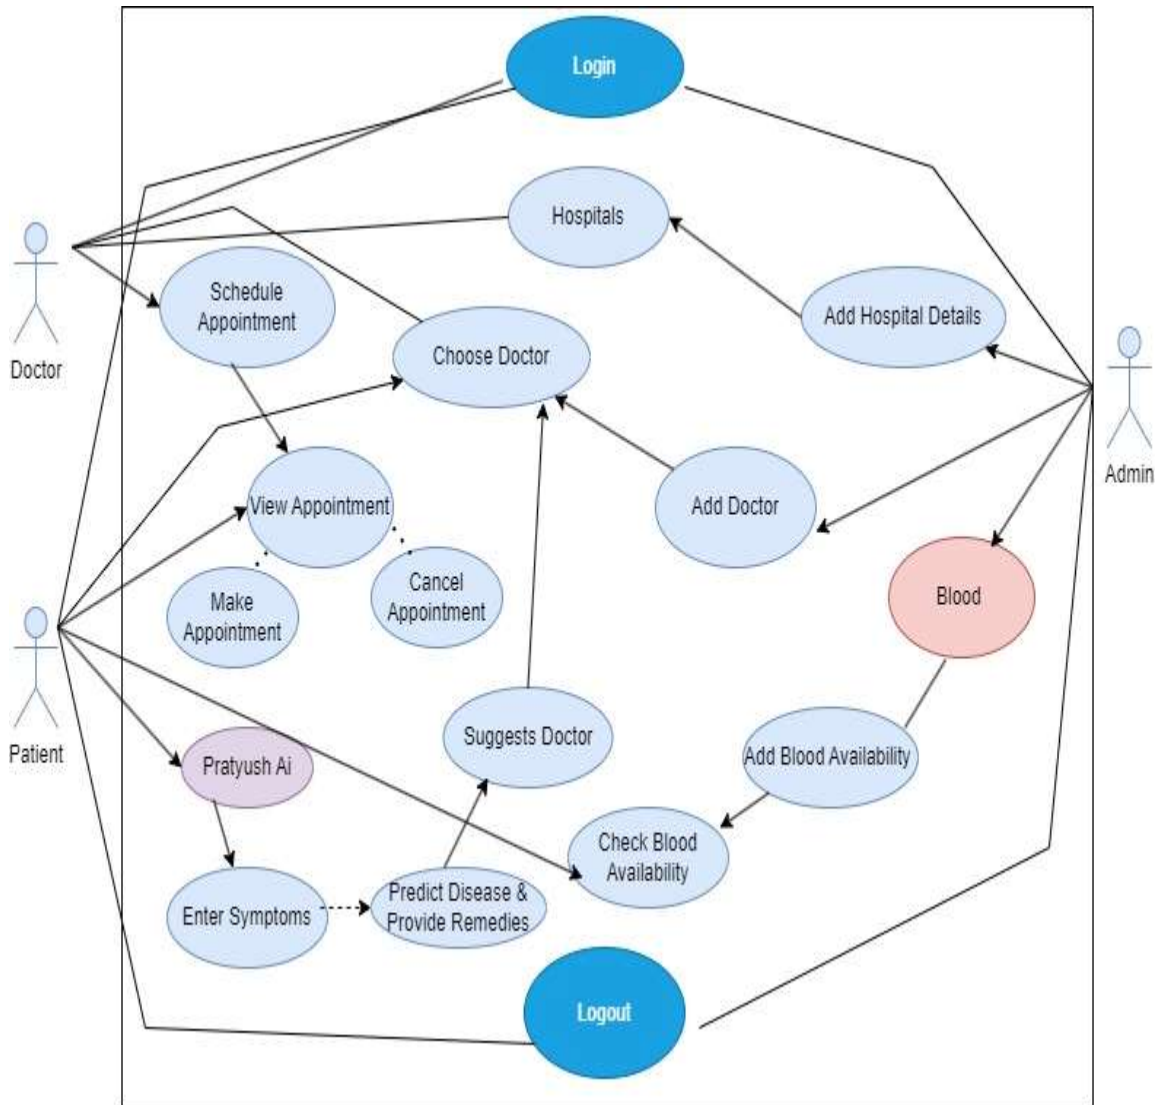 Login
Hospitals
Schedule
Appointment
Add Hospital Details
Choose Doctor
Doctor
Admin
View Appointment
Add Doctor
Cancel
Appointment
Make
Appointment
Blood
Suggests Doctor
Add Blood Availability
Patient
Pratyush Ai
Check Blood
Availability
Predict Disease &
Provide Remedies
Enter Symptoms
Logout